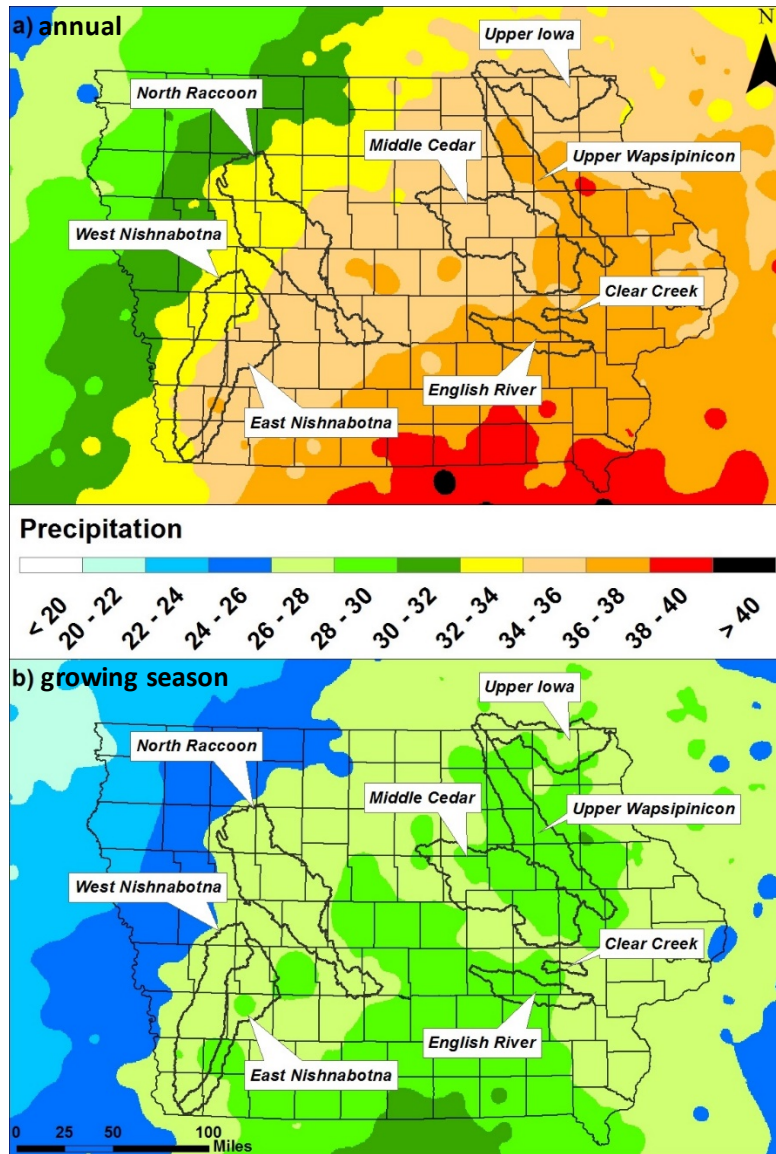 a) annual
N
Upper Iowa
North Raccoon
Middle Cedar
Upper Wapsipinicon
West Nishnabotna
Clear Creek
English River
East Nishnabotna
Precipitation
< 20
20 - 22
22 - 24
24 - 26
26 - 28
28 - 30
30 - 32
32 - 34
34 - 36
36 - 38
38 - 40
> 40
b) growing season
Upper Iowa
North Raccoon
Middle Cedar
Upper Wapsipinicon
West Nishnabotna
Clear Creek
English River
East Nishnabotna
0 25 50 100
Miles